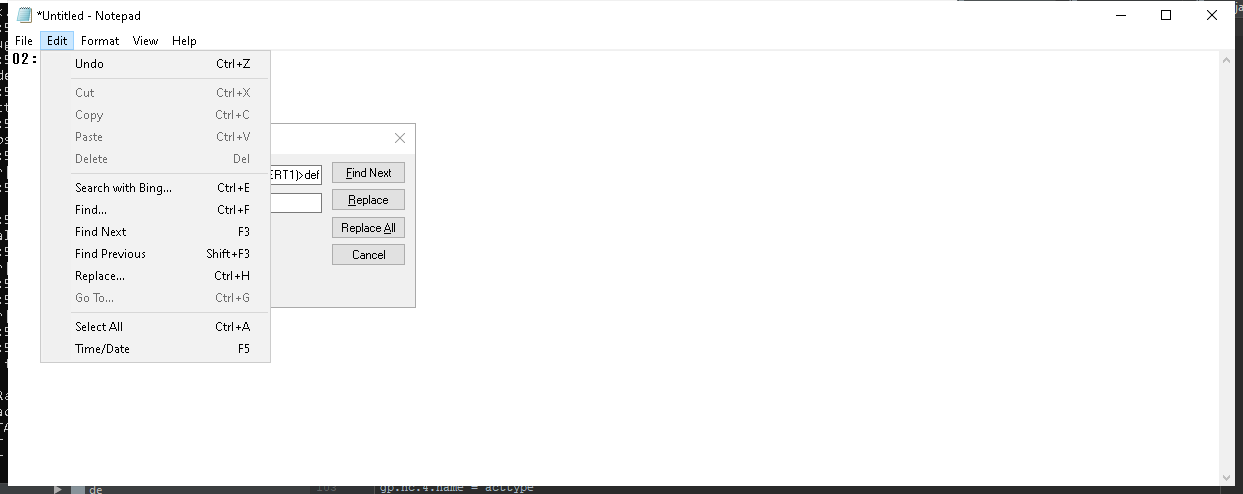 *Untitled - Notepad
File Edit Format View Help
02:
Undo Ctrl+Z
Cut Ctrl+X
Copy Ctrl+C
Paste Ctrl+V
Delete Del
Search with Bing... Ctrl+E
Find... Ctrl+F
Find Next F3
Find Previous Shift+F3
Replace... Ctrl+H
Go To... Ctrl+G
Select All Ctrl+A
Time/Date F5
ERT1)>def
Find Next
Replace
Replace All
Cancel
de
103 gp.nc.4.name = acttype